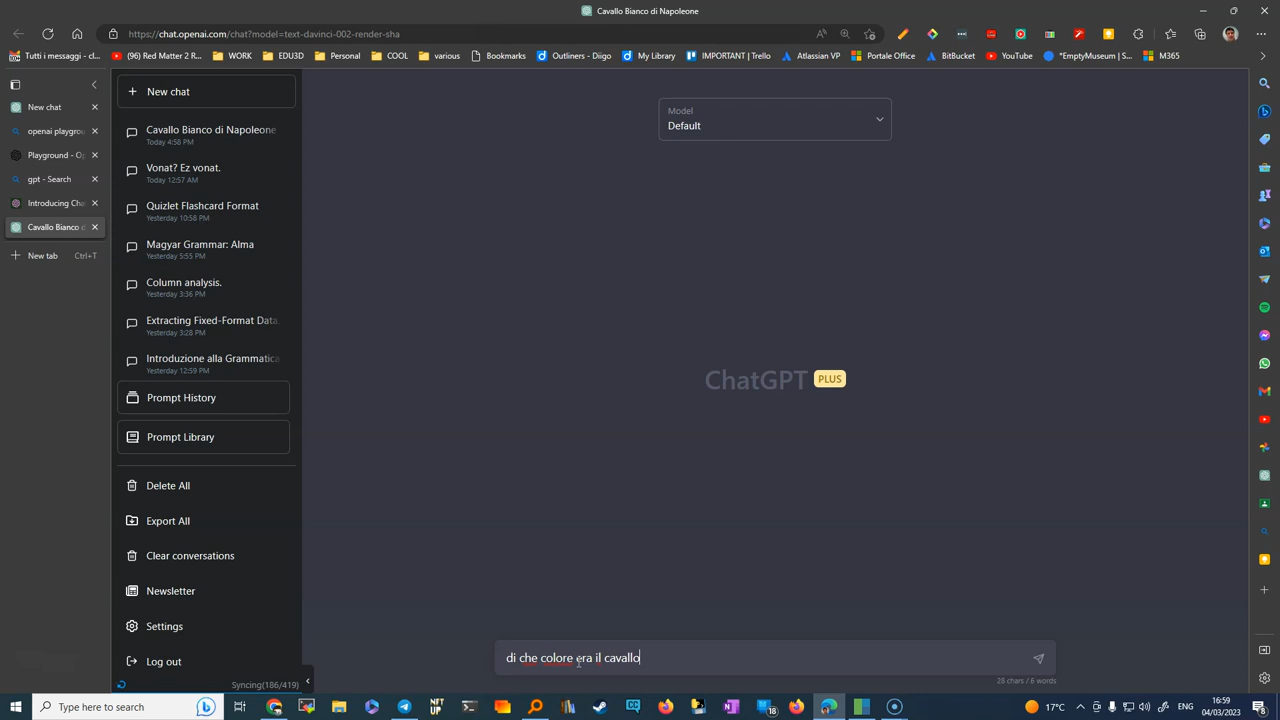 Cavallo Bianco di Napoleone
https://chat.openai.com/chat?model=text-davinci-002-render-sha
Tutti i messaggi (60) Red Matter 2 R... WORK EDU3D Personal COOL various Bookmarks Outliners - Diigo My Library IMPORTANT | Trello Atlassian VP Portale Office BitBucket YouTube *EmptyMuseum | S... M365
New chat
openai playgrou
Playground - Op
gpt - Search
Introducing Cha
Cavallo Bianco d
New tab Ctrl+T
New chat
Cavallo Bianco di Napoleone
Today 4:58 PM
Vonat? Ez vonat.
Today 12:57 AM
Quizlet Flashcard Format
Yesterday 10:58 PM
Magyar Grammar: Alma
Yesterday 5:55 PM
Column analysis.
Yesterday 3:36 PM
Extracting Fixed-Format Data
Yesterday 3:28 PM
Introduzione alla Grammatica
Yesterday 12:59 PM
Prompt History
Prompt Library
Delete All
Export All
Clear conversations
Newsletter
Settings
Log out
Syncing(186/419)
Model
Default
ChatGPT PLUS
di che colore era il cavallo
28 chars / 6 words
Type here to search
NFT UP
18
17°C
ENG
16:59
04/03/2023